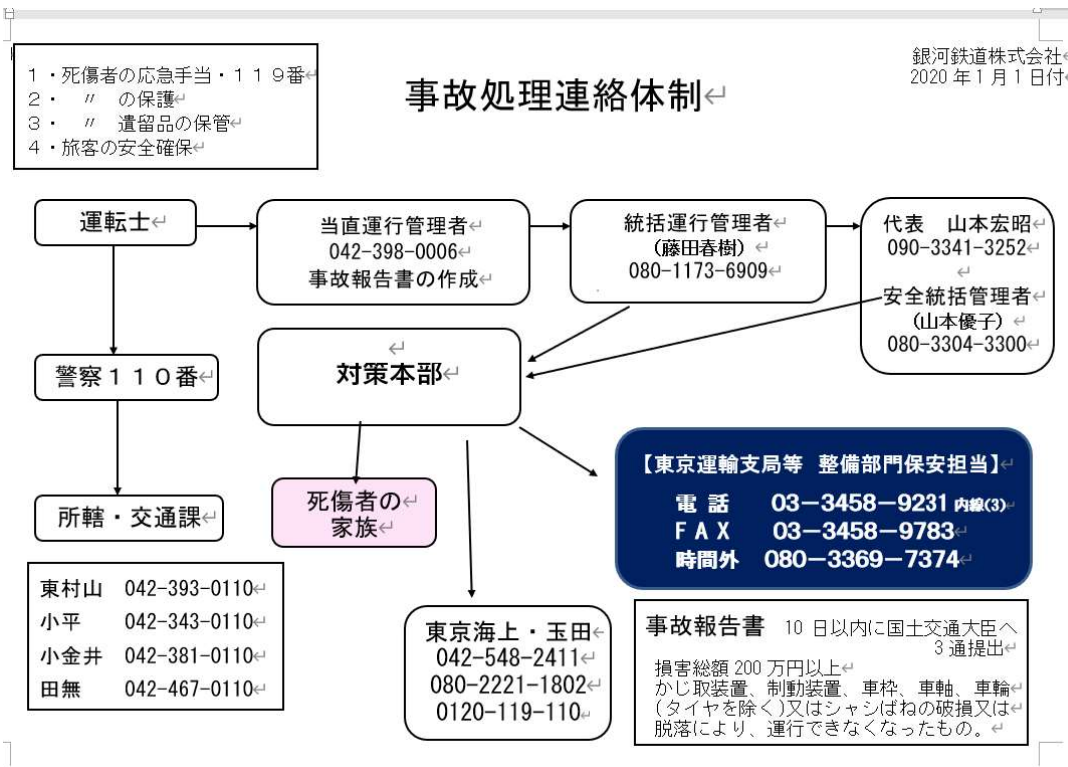 1・死傷者の応急手当・119番
2・ 〃 の保護
3・ 〃 遺留品の保管
4・旅客の安全確保
事故処理連絡体制
銀河鉄道株式会社
2020年1月1日付
運転士
当直運行管理者
042-398-0006
事故報告書の作成
統括運行管理者
(藤田春樹)
080-1173-6909
代表 山本宏昭
090-3341-3252
安全統括管理者
(山本優子)
080-3304-3300
警察110番
対策本部
所轄・交通課
死傷者の
家族
【東京運輸支局等 整備部門保安担当】
電話 03-3458-9231 内線(3)
FAX 03-3458-9783
時間外 080-3369-7374
東村山 042-393-0110
小平 042-343-0110
小金井 042-381-0110
田無 042-467-0110
東京海上・玉田
042-548-2411
080-2221-1802
0120-119-110
事故報告書 10日以内に国土交通大臣へ
3通提出
損害総額200万円以上
かじ取装置、制動装置、車枠、車軸、車輪
(タイヤを除く)又はシャシばねの破損又は
脱落により、運行できなくなったもの。